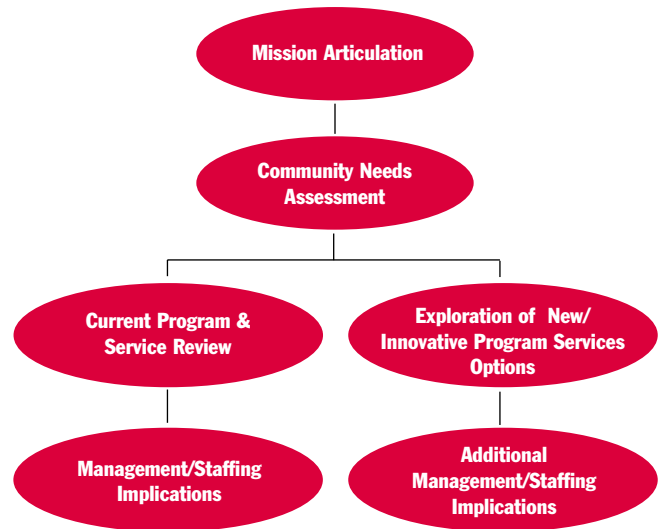 Mission Articulation
Community Needs
Assessment
Current Program &
Service Review
Exploration of New/
Innovative Program Services
Options
Management/Staffing
Implications
Additional
Management/Staffing
Implications